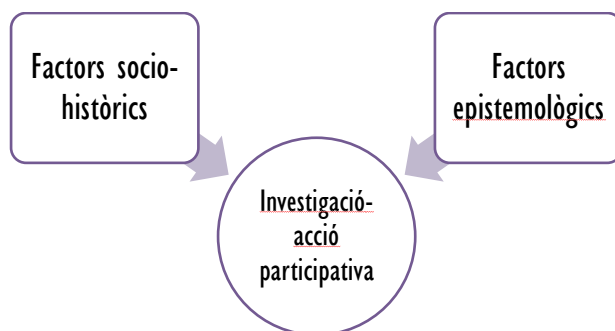 Factors socio-
històrics
Factors
epistemològics
Investigació-
acció
participativa